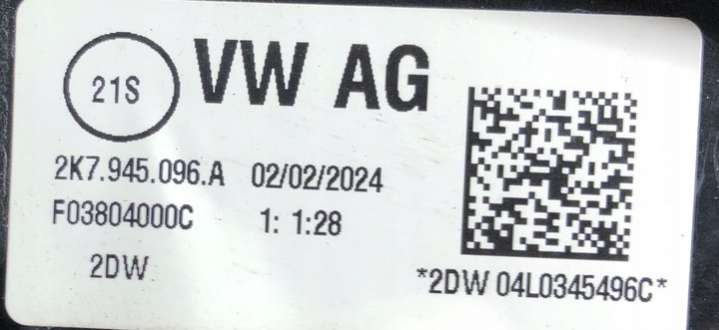 21S VW AG
2K7.945.096.A 02/02/2024
F03804000C 1: 1:28
2DW
*2DW 04L0345496C*